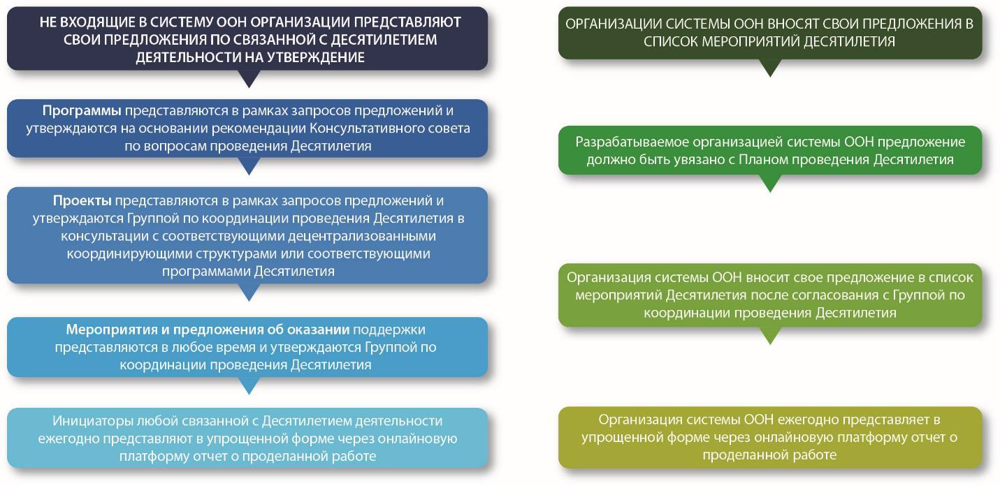 НЕ ВХОДЯЩИЕ В СИСТЕМУ ООН ОРГАНИЗАЦИИ ПРЕДСТАВЛЯЮТ
СВОИ ПРЕДЛОЖЕНИЯ ПО СВЯЗАННОЙ С ДЕСЯТИЛЕТИЕМ
ДЕЯТЕЛЬНОСТИ НА УТВЕРЖДЕНИЕ
Программы представляются в рамках запросов предложений и
утверждаются на основании рекомендации Консультативного совета
по вопросам проведения Десятилетия
Проекты представляются в рамках запросов предложений и
утверждаются Группой по координации проведения Десятилетия в
консультации с соответствующими децентрализованными
координирующими структурами или соответствующими
программами Десятилетия
Мероприятия и предложения об оказании поддержки
представляются в любое время и утверждаются Группой по
координации проведения Десятилетия
Инициаторы любой связанной с Десятилетием деятельности
ежегодно представляют в упрощенной форме через онлайновую
платформу отчет о проделанной работе
ОРГАНИЗАЦИИ СИСТЕМЫ ООН ВНОСЯТ СВОИ ПРЕДЛОЖЕНИЯ В
СПИСОК МЕРОПРИЯТИЙ ДЕСЯТИЛЕТИЯ
Разрабатываемое организацией системы ООН предложение
должно быть увязано с Планом проведения Десятилетия
Организация системы ООН вносит свое предложение в список
мероприятий Десятилетия после согласования с Группой по
координации проведения Десятилетия
Организация системы ООН ежегодно представляет в
упрощенной форме через онлайновую платформу отчет о
проделанной работе